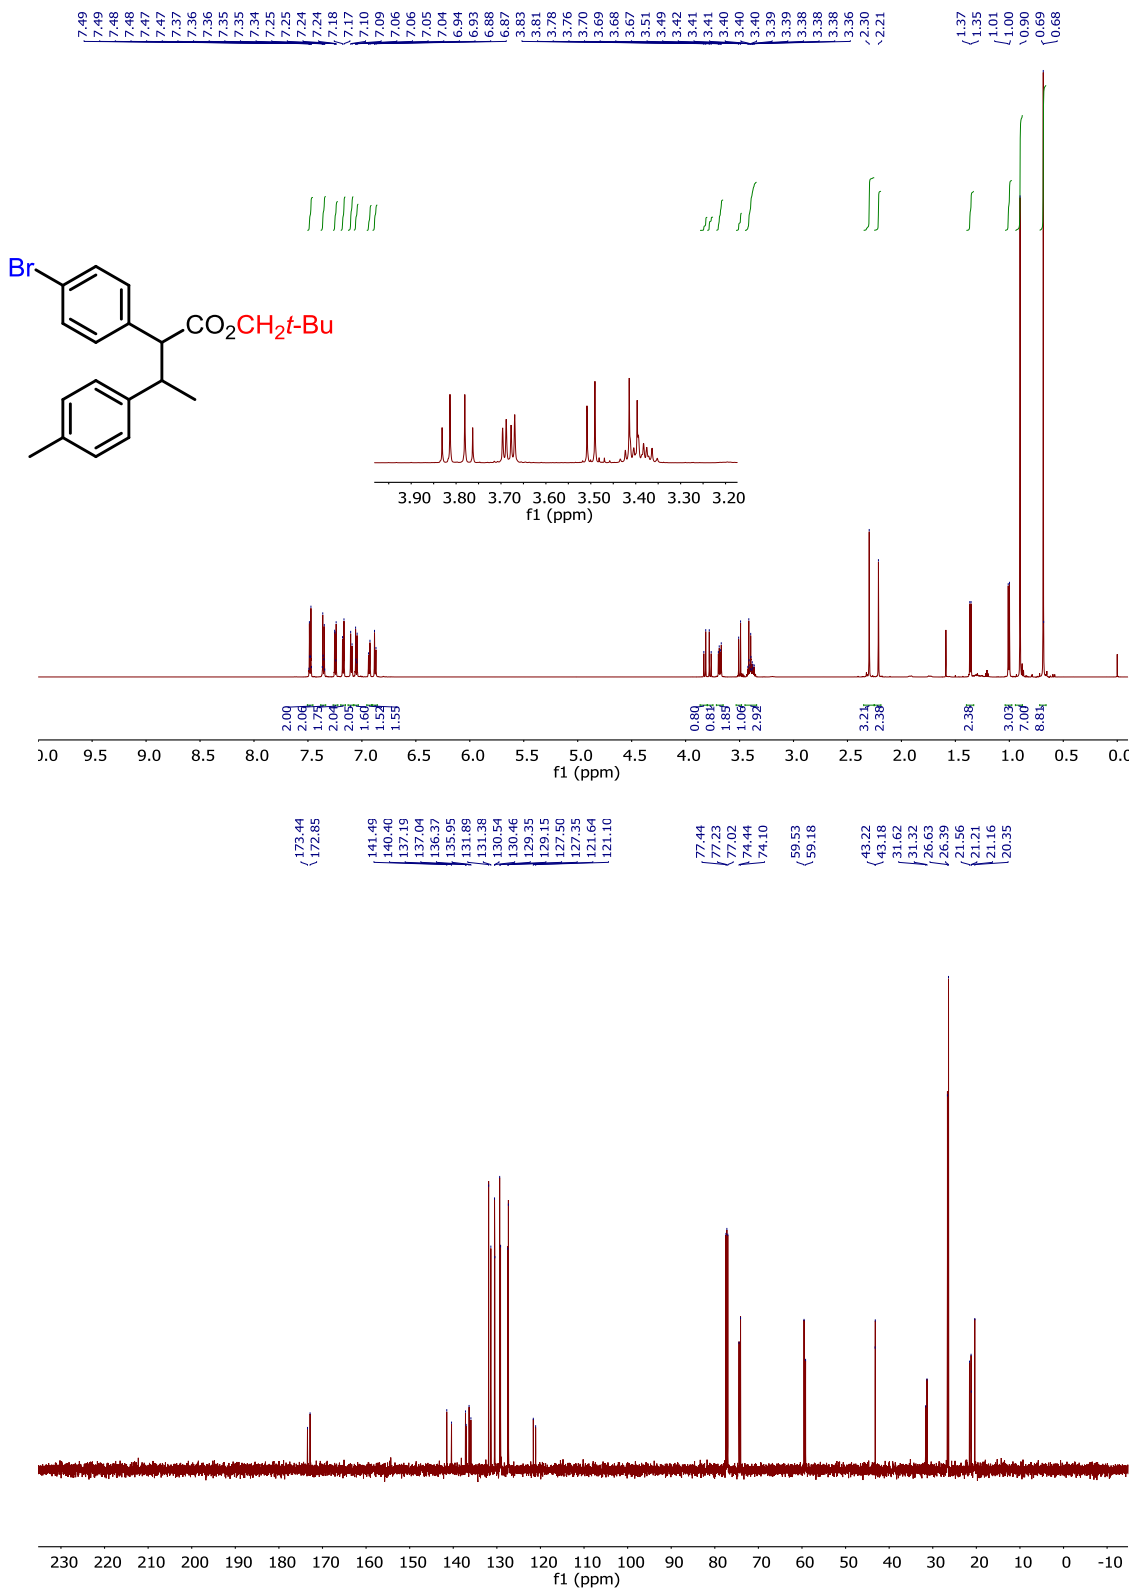 7.49 7.49 7.48 7.48 7.47 7.47 7.37 7.36 7.36 7.35 7.35 7.34 7.25 7.25 7.24 7.24 7.18 7.17 7.10 7.09 7.06 7.06 7.05 7.04 6.94 6.93 6.88 6.87 3.83 3.81 3.78 3.76 3.70 3.69 3.68 3.67 3.51 3.49 3.42 3.41 3.41 3.40 3.40 3.40 3.39 3.39 3.38 3.38 3.38 3.36 2.30 2.21 1.37 1.35 1.01 1.00 0.90 0.69 0.68
Br
CO2CH2t-Bu
3.90 3.80 3.70 3.60 3.50 3.40 3.30 3.20
f1 (ppm)
2.00 2.06 1.75 2.04 2.05 1.60 1.52 1.55 0.80 0.81 1.85 1.06 2.92 3.21 2.38 2.38 3.03 7.00 8.81
0.0 9.5 9.0 8.5 8.0 7.5 7.0 6.5 6.0 5.5 5.0 4.5 4.0 3.5 3.0 2.5 2.0 1.5 1.0 0.5 0.0
f1 (ppm)
173.44 172.85 141.49 140.40 137.19 137.04 136.37 135.95 131.89 131.38 130.54 130.46 129.35 129.15 127.50 127.35 121.64 121.10 77.44 77.23 77.02 74.44 74.10 59.53 59.18 43.22 43.18 31.62 31.32 26.63 26.39 21.56 21.21 21.16 20.35
230 220 210 200 190 180 170 160 150 140 130 120 110 100 90 80 70 60 50 40 30 20 10 0 -10
f1 (ppm)